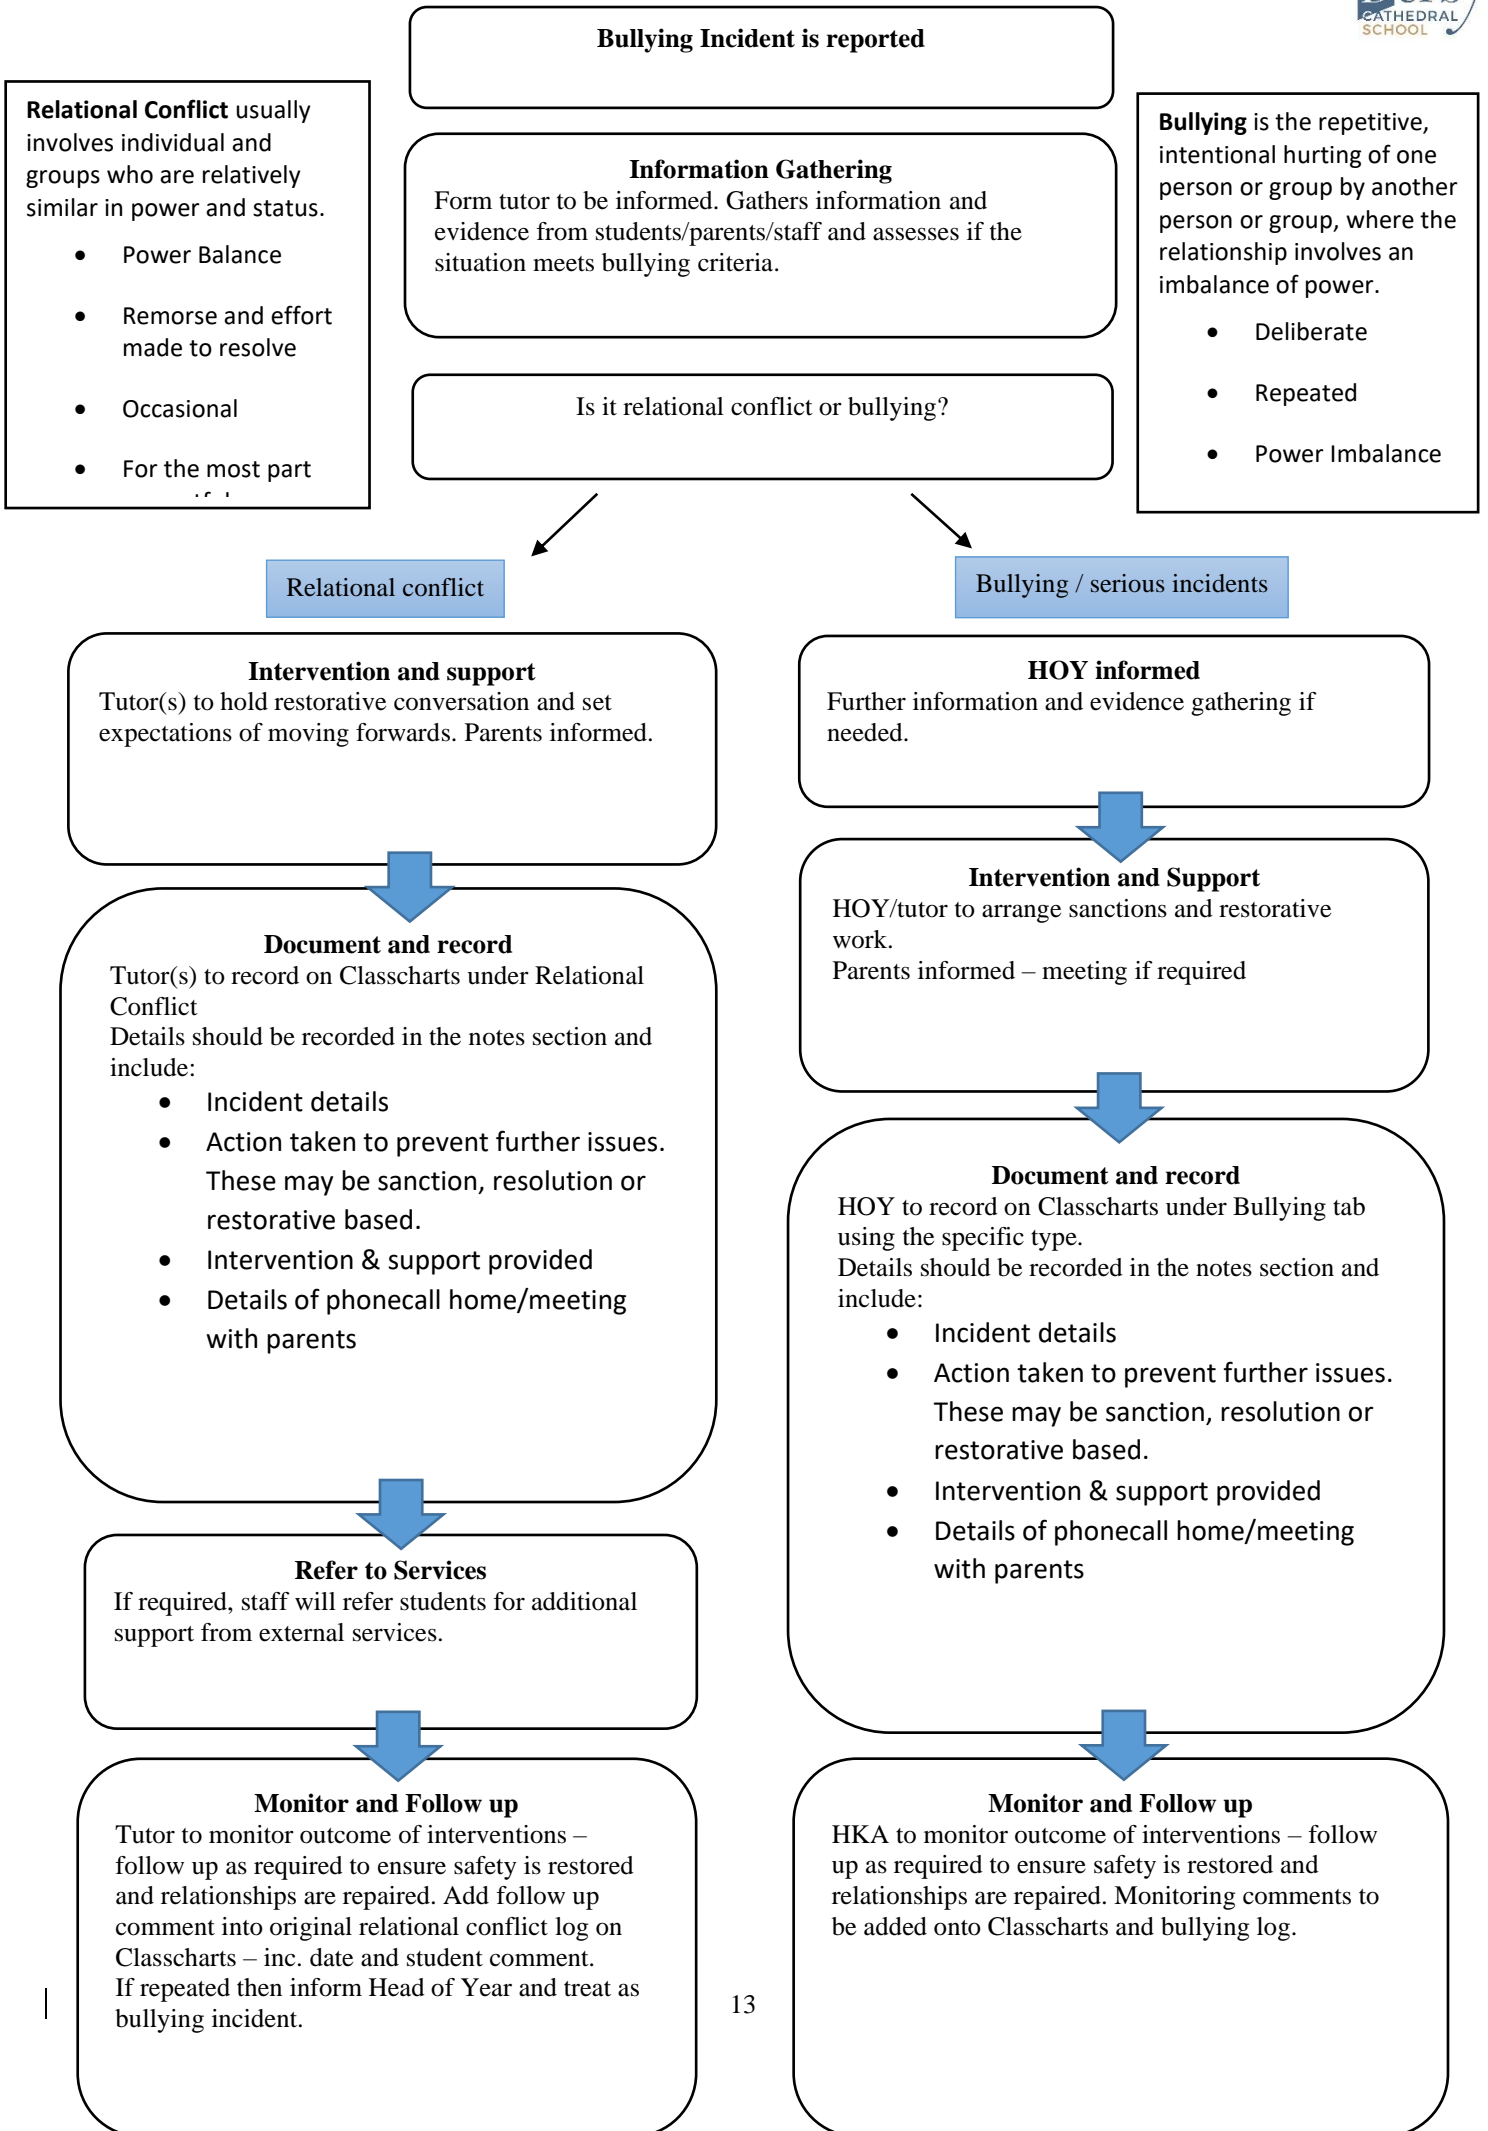 CATHEDRAL
SCHOOL
Bullying Incident is reported
Relational Conflict usually
involves individual and
groups who are relatively
similar in power and status.
• Power Balance
• Remorse and effort
made to resolve
• Occasional
• For the most part
Information Gathering
Form tutor to be informed. Gathers information and
evidence from students/parents/staff and assesses if the
situation meets bullying criteria.
Bullying is the repetitive,
intentional hurting of one
person or group by another
person or group, where the
relationship involves an
imbalance of power.
• Deliberate
• Repeated
• Power Imbalance
Is it relational conflict or bullying?
Relational conflict
Intervention and support
Tutor(s) to hold restorative conversation and set
expectations of moving forwards. Parents informed.
Document and record
Tutor(s) to record on Classcharts under Relational
Conflict
Details should be recorded in the notes section and
include:
• Incident details
• Action taken to prevent further issues.
These may be sanction, resolution or
restorative based.
• Intervention & support provided
• Details of phonecall home/meeting
with parents
Refer to Services
If required, staff will refer students for additional
support from external services.
Monitor and Follow up
Tutor to monitor outcome of interventions –
follow up as required to ensure safety is restored
and relationships are repaired. Add follow up
comment into original relational conflict log on
Classcharts – inc. date and student comment.
If repeated then inform Head of Year and treat as
bullying incident.
Bullying / serious incidents
HOY informed
Further information and evidence gathering if
needed.
Intervention and Support
HOY/tutor to arrange sanctions and restorative
work.
Parents informed – meeting if required
Document and record
HOY to record on Classcharts under Bullying tab
using the specific type.
Details should be recorded in the notes section and
include:
• Incident details
• Action taken to prevent further issues.
These may be sanction, resolution or
restorative based.
• Intervention & support provided
• Details of phonecall home/meeting
with parents
Monitor and Follow up
HKA to monitor outcome of interventions – follow
up as required to ensure safety is restored and
relationships are repaired. Monitoring comments to
be added onto Classcharts and bullying log.
13